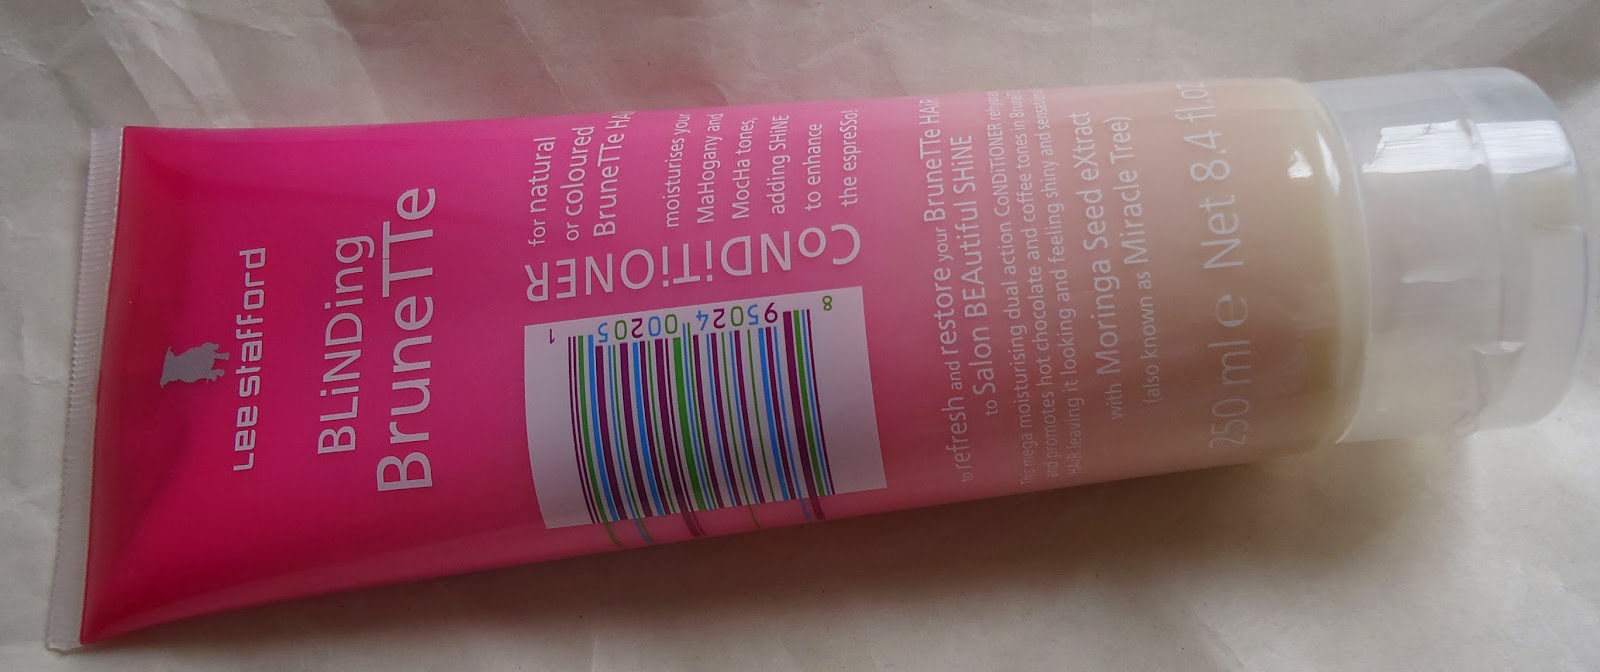 Lee stafford
BLiNDing
BruneTTe
for natural
or coloured
BruneTTe HAi
CoNDiTiONER
moisturises your
MaHogany and
MocHa tones,
adding SHiNE
to enhance
the espreSSo!
8 95024 00205 1
to refresh and restore your BruneTTe HAiR
to Salon BEAutiful SHiNE
This mega moisturising dual action CoNDiTiONER
and promotes hot chocolate and coffee tones in
HAiR leaving it looking and feeling shiny and
with Moringa Seed eXtract
(also known as Miracle Tree)
250 ml e Net 8.4 fl.oz